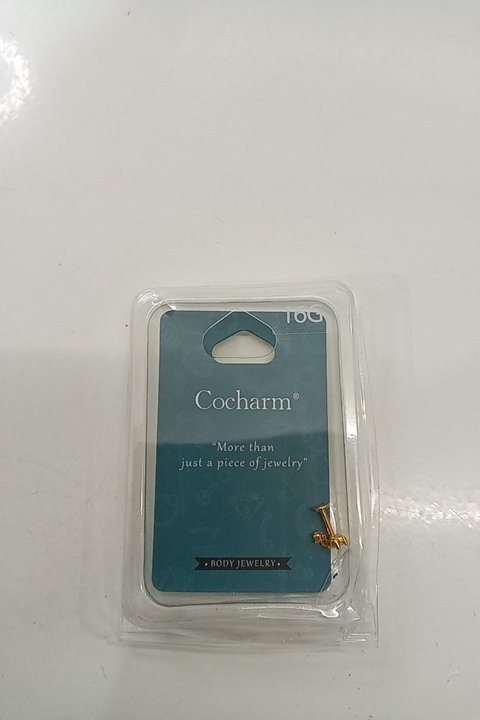 16G
Cocharm®
"More than
just a piece of jewelry"
• BODY JEWELRY •